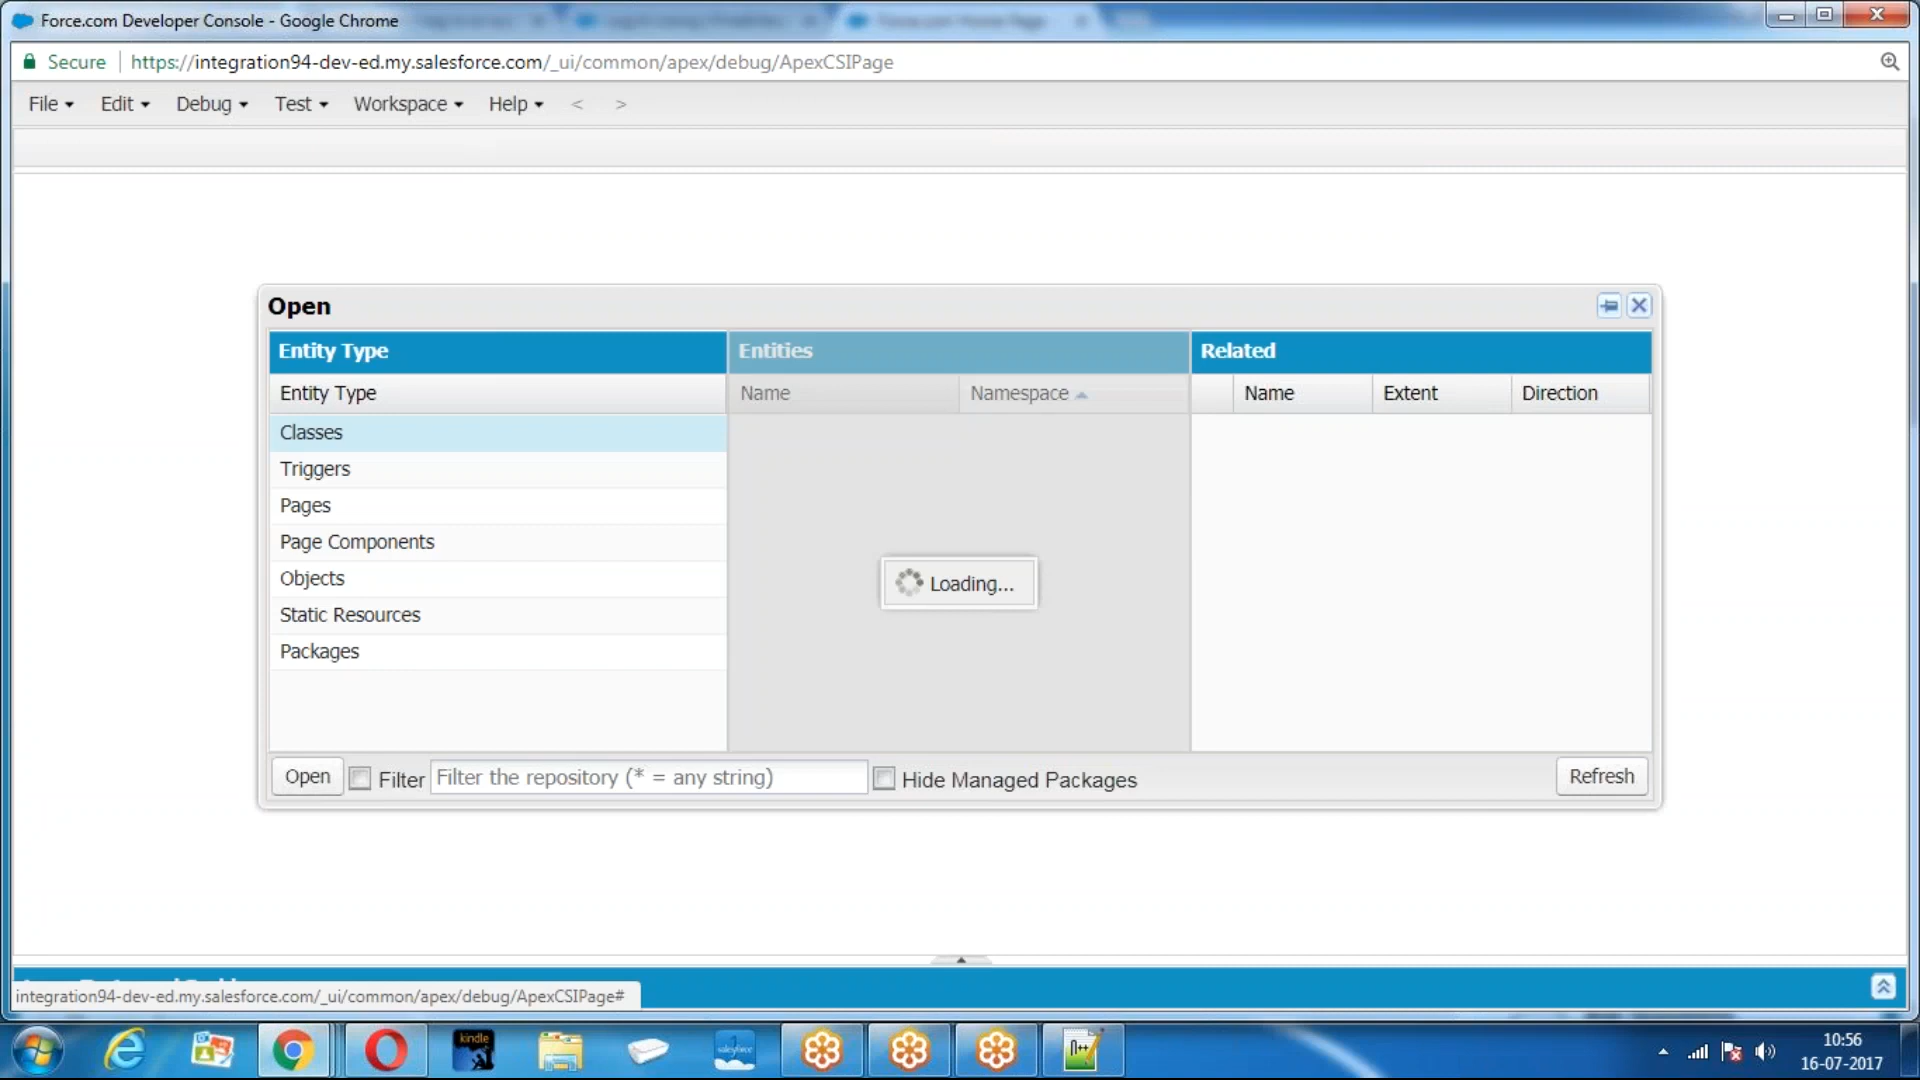 Force.com Developer Console - Google Chrome
Secure https://integration94-dev-ed.my.salesforce.com/_ui/common/apex/debug/ApexCSIPage
File Edit Debug Test Workspace Help < >
Open
Entity Type Entities Related
Entity Type Name Namespace Name Extent Direction
Classes
Triggers
Pages
Page Components
Objects
Static Resources
Packages
Loading...
Open Filter Filter the repository (* = any string) Hide Managed Packages Refresh
integration94-dev-ed.my.salesforce.com/_ui/common/apex/debug/ApexCSIPage#
kindle
salesforce
10:56
16-07-2017